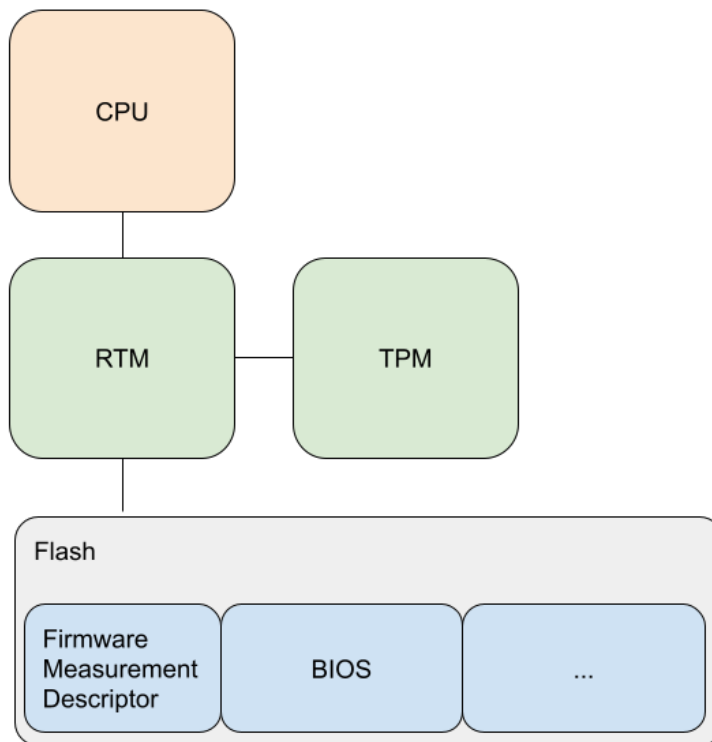 CPU
RTM
TPM
Flash
Firmware
Measurement
Descriptor
BIOS
...